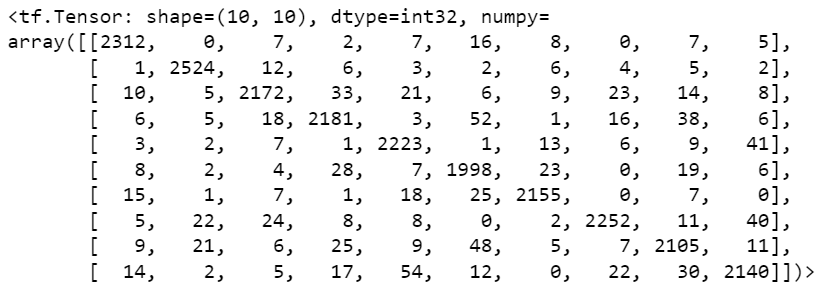 <tf.Tensor: shape=(10, 10), dtype=int32, numpy=
array([[2312, 0, 7, 2, 7, 16, 8, 0, 7, 5],
[ 1, 2524, 12, 6, 3, 2, 6, 4, 5, 2],
[ 10, 5, 2172, 33, 21, 6, 9, 23, 14, 8],
[ 6, 5, 18, 2181, 3, 52, 1, 16, 38, 6],
[ 3, 2, 7, 1, 2223, 1, 13, 6, 9, 41],
[ 8, 2, 4, 28, 7, 1998, 23, 0, 19, 6],
[ 15, 1, 7, 1, 18, 25, 2155, 0, 7, 0],
[ 5, 22, 24, 8, 8, 0, 2, 2252, 11, 40],
[ 9, 21, 6, 25, 9, 48, 5, 7, 2105, 11],
[ 14, 2, 5, 17, 54, 12, 0, 22, 30, 2140]])>